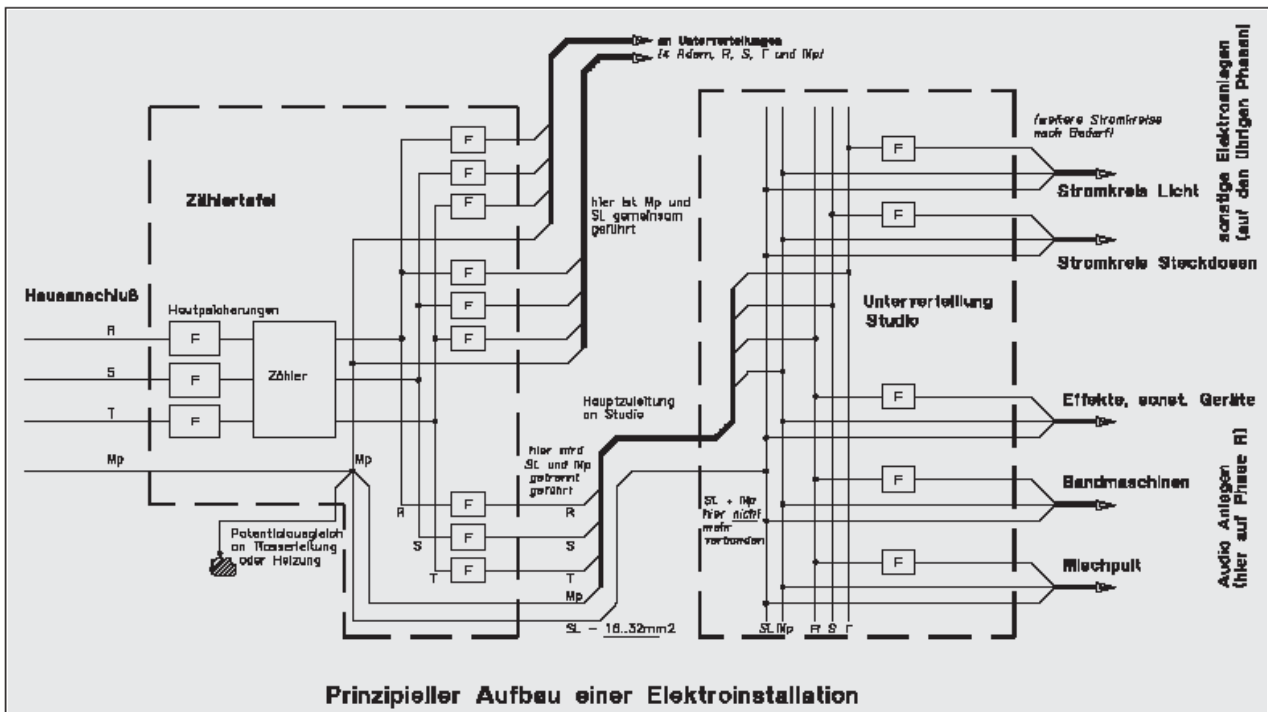 an Unterverteilungen
(4 Adern, R, S, T und Mp)
Zählertafel
F
F
F
hier ist Mp und
SL gemeinsam
geführt
F
F
F
Hausanschluß
Hauptsicherungen
R
F
S
F
T
F
Zähler
Mp
Mp
Potentialausgleich
an Wasserleitung
oder Heizung
hier wird
SL und Mp
getrennt
geführt
R
F
R
S
F
S
T
F
T
Mp
SL - 16..32mm2
Hauptzuleitung
an Studio
(weitere Stromkreise
nach Bedarf)
F
Stromkreis Licht
F
Stromkreis Steckdosen
sonstige Elektroanlagen
(auf den übrigen Phasen)
Unterverteilung
Studio
F
Effekte, sonst. Geräte
SL + Mp
hier nicht
mehr
verbunden
F
Bandmaschinen
F
Mischpult
Audio Anlagen
(hier auf Phase R)
SL Mp R S T
Prinzipieller Aufbau einer Elektroinstallation